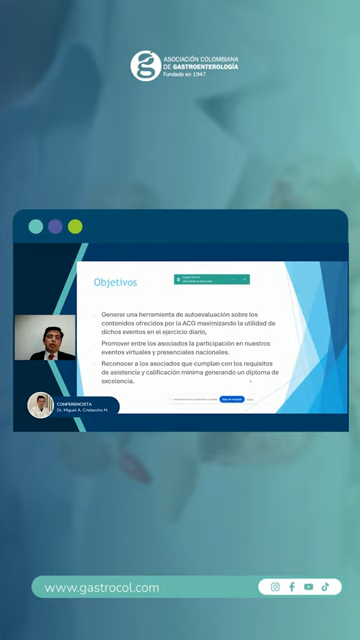 ASOCIACIÓN COLOMBIANA
DE GASTROENTEROLOGÍA
Fundada en 1947
Objetivos
Generar una herramienta de autoevaluación sobre los
contenidos ofrecidos por la ACG maximizando la utilidad de
dichos eventos en el ejercicio diario,
Promover entre los asociados la participación en nuestros
eventos virtuales y presenciales nacionales.
Reconocer a los asociados que cumplan con los requisitos
de asistencia y calificación mínima generando un diploma de
excelencia.
CONFERENCISTA
Dr. Miguel A. Cristancho M.
www.gastrocol.com